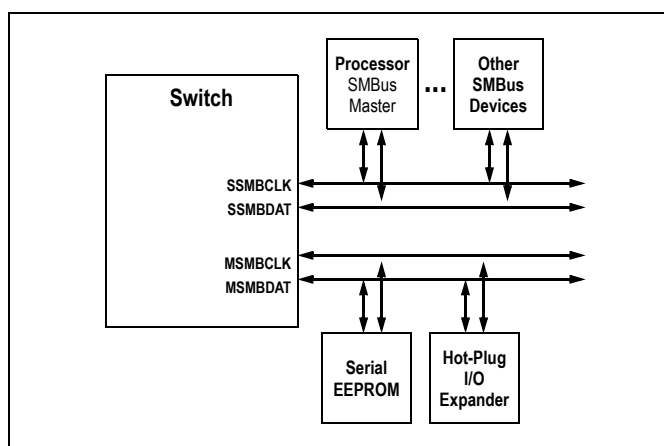 Processor
SMBus
Master
...
Other
SMBus
Devices
Switch
SSMBCLK
SSMBDAT
MSMBCLK
MSMBDAT
Serial
EEPROM
Hot-Plug
I/O
Expander